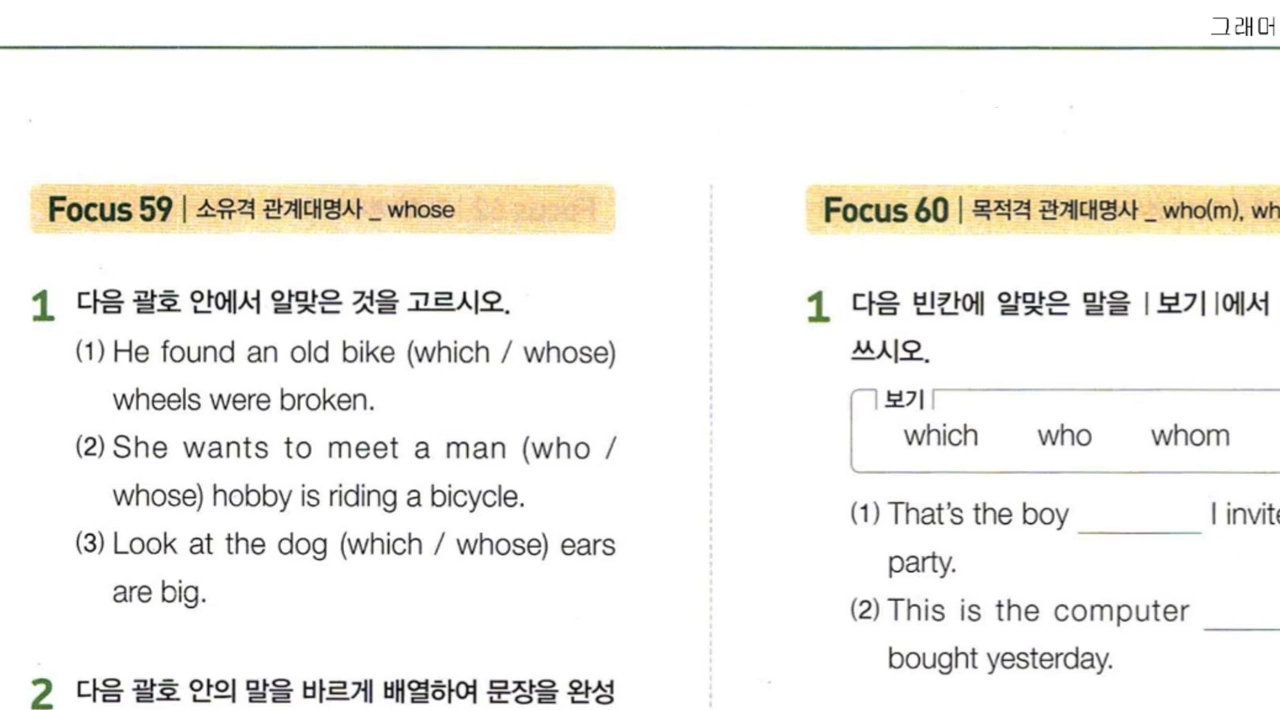 그래머
Focus 59 | 소유격 관계대명사 _ whose
1 다음 괄호 안에서 알맞은 것을 고르시오.
(1) He found an old bike (which / whose)
wheels were broken.
(2) She wants to meet a man (who /
whose) hobby is riding a bicycle.
(3) Look at the dog (which / whose) ears
are big.
2 다음 괄호 안의 말을 바르게 배열하여 문장을 완성
Focus 60 | 목적격 관계대명사 _ who(m),
1 다음 빈칸에 알맞은 말을 |보기|에서
쓰시오.
보기
which who whom
(1) That's the boy ________ I
party.
(2) This is the computer ________
bought yesterday.